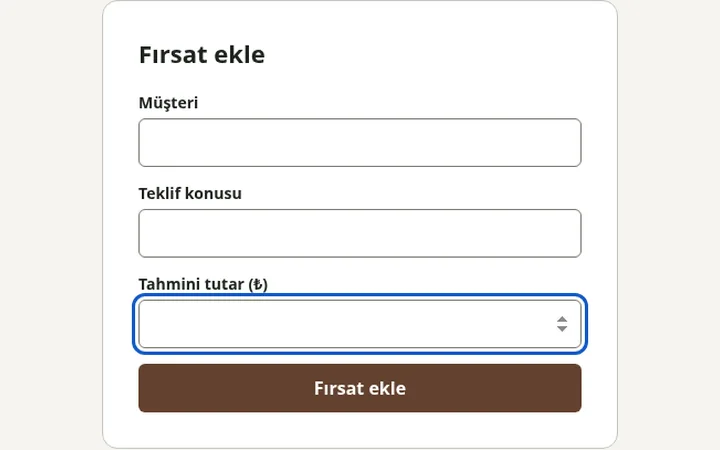 Fırsat ekle
Müşteri
Teklif konusu
Tahmini tutar (₺)
Fırsat ekle